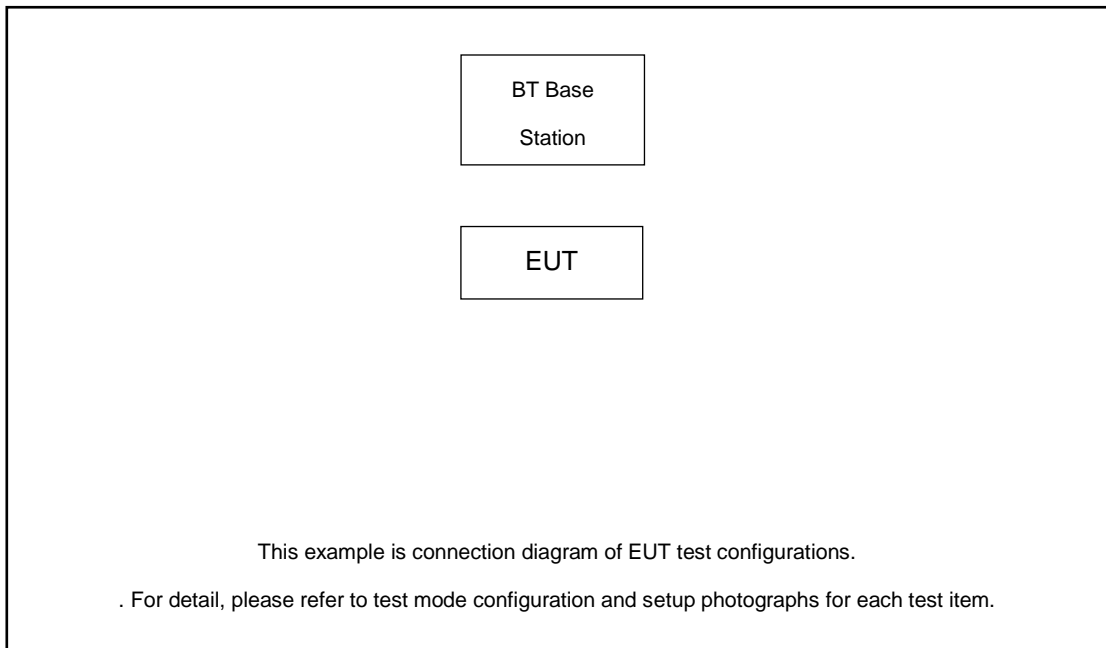 BT Base
Station
EUT
This example is connection diagram of EUT test configurations.
. For detail, please refer to test mode configuration and setup photographs for each test item.